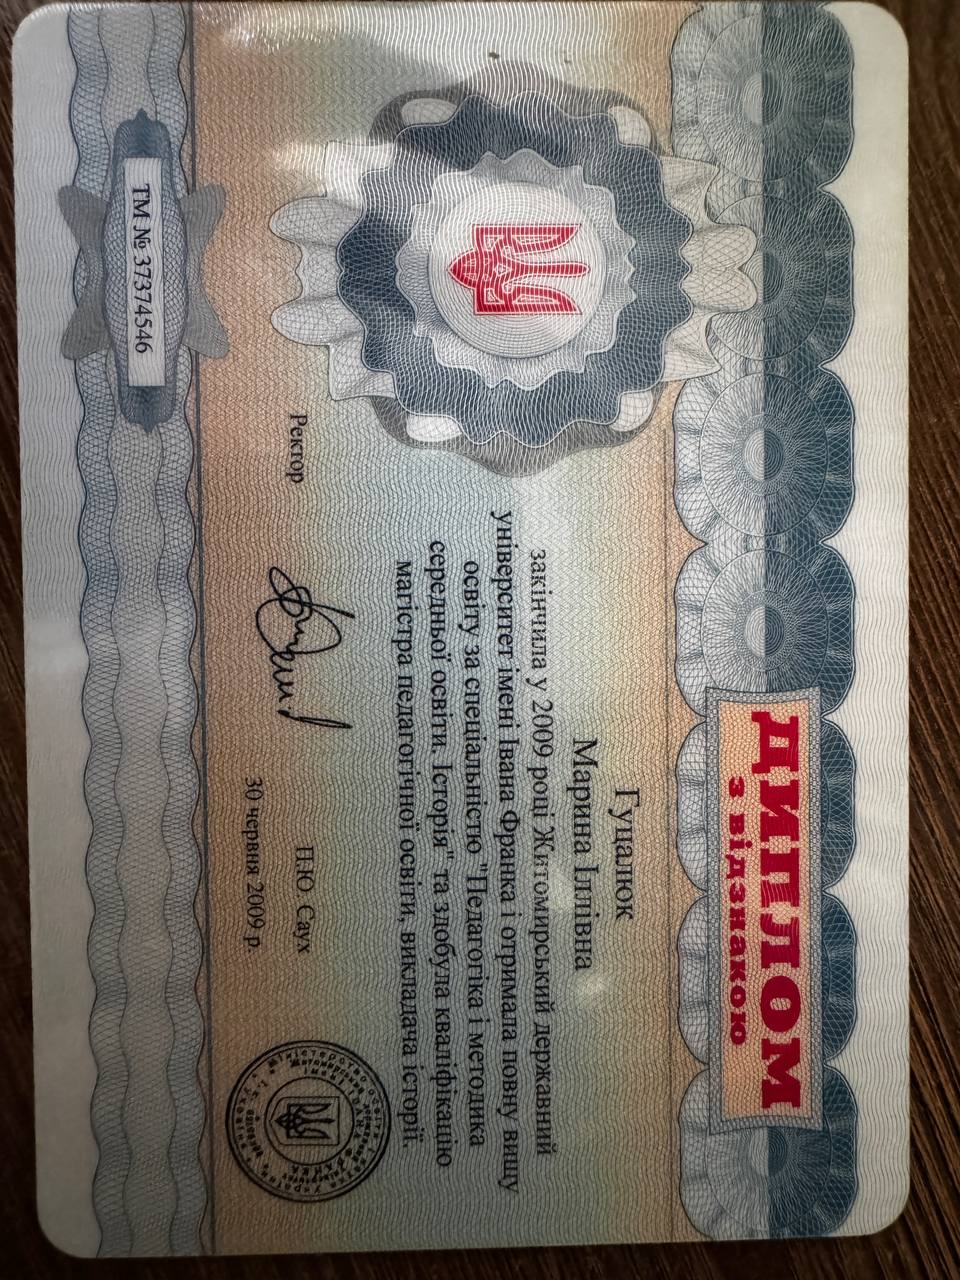 ДИПЛОМ
з відзнакою
Гуцалюк
Марина Іллівна
закінчила у 2009 році Житомирський державний
університет імені Івана Франка і отримала повну вищу
освіту за спеціальністю "Педагогіка і методика
середньої освіти. Історія" та здобула кваліфікацію
магістра педагогічної освіти, викладача історії.
Ректор
П.Ю. Саух
30 червня 2009 р.
ТМ № 37374546